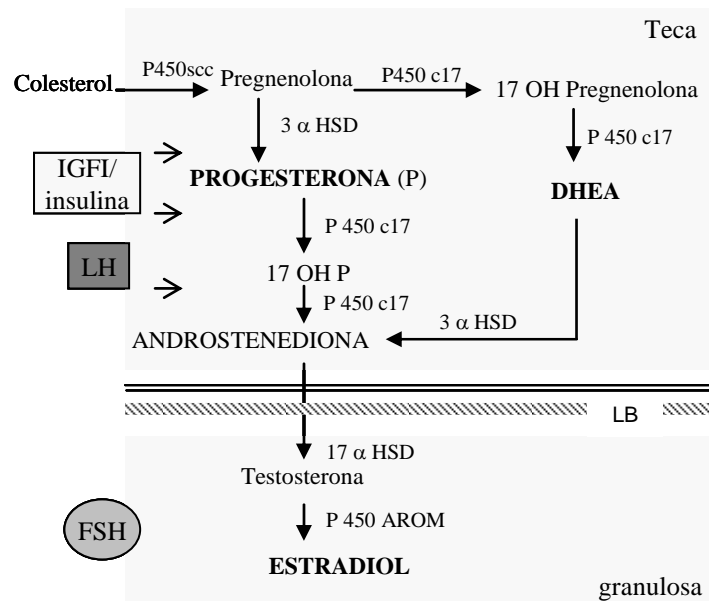 Teca
Colesterol
P450scc
Pregnenolona
P450 c17
17 OH Pregnenolona
3 α HSD
P 450 c17
IGFI/
insulina
PROGESTERONA (P)
DHEA
P 450 c17
LH
17 OH P
P 450 c17
3 α HSD
ANDROSTENEDIONA
LB
17 α HSD
Testosterona
FSH
P 450 AROM
ESTRADIOL
granulosa